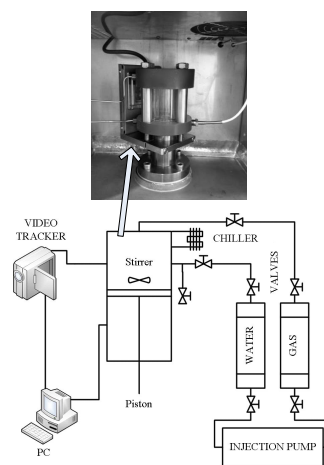 VIDEO
TRACKER
Stirrer
CHILLER
VALVES
WATER
GAS
Piston
PC
INJECTION PUMP